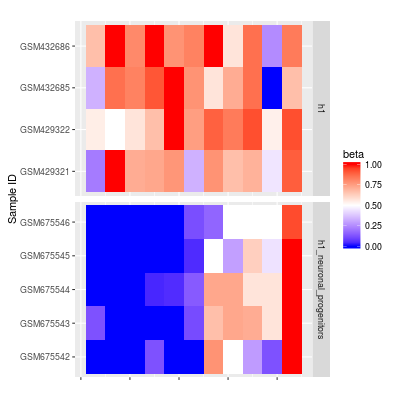 Sample ID
GSM432686
GSM432685
GSM429322
GSM429321
h1
GSM675546
GSM675545
GSM675544
GSM675543
GSM675542
h1_neuronal_progenitors
beta
1.00
0.75
0.50
0.25
0.00